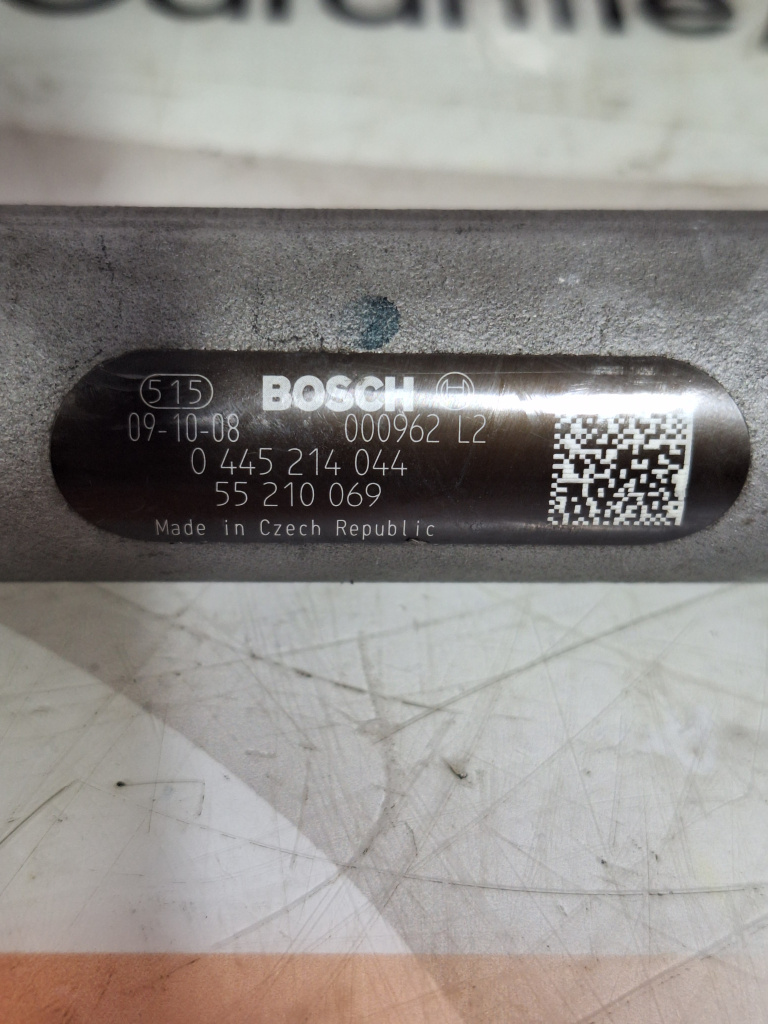 515 BOSCH
09-10-08 000962 L2
0 445 214 044
55 210 069
Made in Czech Republic